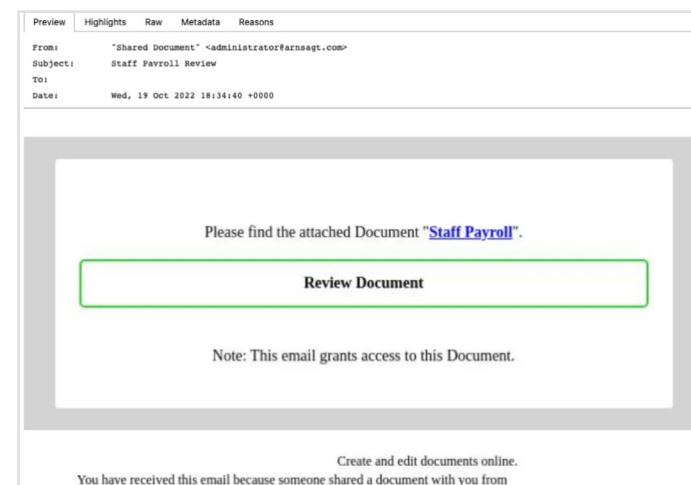 Preview Highlights Raw Metadata Reasons
From: "Shared Document" <administrator@arnsagt.com>
Subject: Staff Payroll Review
To:
Date: Wed, 19 Oct 2022 18:34:40 +0000
Please find the attached Document "Staff Payroll".
Review Document
Note: This email grants access to this Document.
Create and edit documents online.
You have received this email because someone shared a document with you from